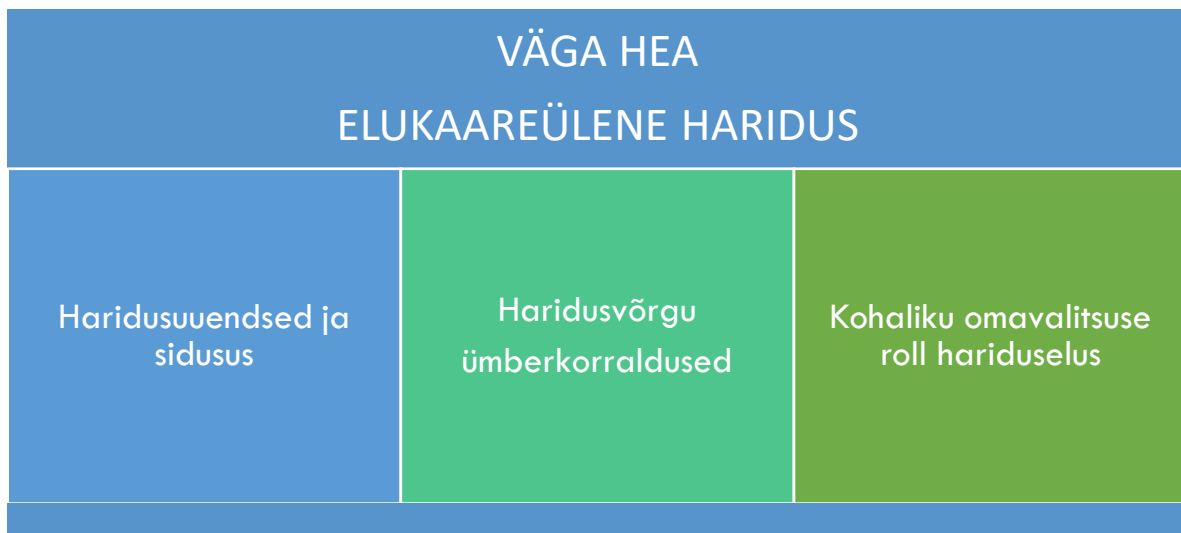 VÄGA HEA
ELUKAAREÜLENE HARIDUS
Haridusuuendsed ja
sidusus
Haridusvõrgu
ümberkorraldused
Kohaliku omavalitsuse
roll hariduselus